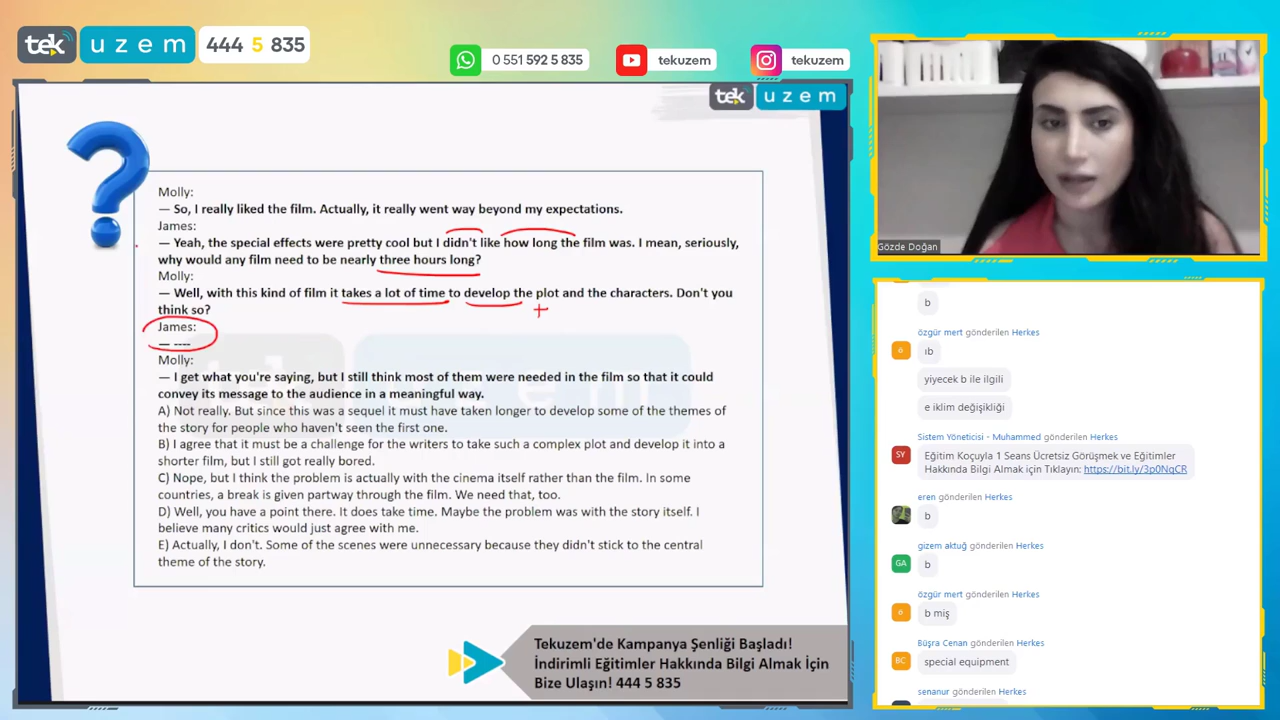 tek uzem 444 5 835
0 551 592 5 835
tekuzem
tekuzem
tek uzem
Molly:
— So, I really liked the film. Actually, it really went way beyond my expectations.
James:
— Yeah, the special effects were pretty cool but I didn't like how long the film was. I mean, seriously,
why would any film need to be nearly three hours long?
Molly:
— Well, with this kind of film it takes a lot of time to develop the plot and the characters. Don't you
think so?
James:
— ----
Molly:
— I get what you're saying, but I still think most of them were needed in the film so that it could
convey its message to the audience in a meaningful way.
A) Not really. But since this was a sequel it must have taken longer to develop some of the themes of
the story for people who haven't seen the first one.
B) I agree that it must be a challenge for the writers to take such a complex plot and develop it into a
shorter film, but I still got really bored.
C) Nope, but I think the problem is actually with the cinema itself rather than the film. In some
countries, a break is given partway through the film. We need that, too.
D) Well, you have a point there. It does take time. Maybe the problem was with the story itself. I
believe many critics would just agree with me.
E) Actually, I don't. Some of the scenes were unnecessary because they didn't stick to the central
theme of the story.
Tekuzem'de Kampanya Şenliği Başladı!
İndirimli Eğitimler Hakkında Bilgi Almak İçin
Bize Ulaşın! 444 5 835
Gözde Doğan
b
özgür mert gönderilen Herkes
ö
ıb
yiyecek b ile ilgili
e iklim değişikliği
Sistem Yöneticisi - Muhammed gönderilen Herkes
SY
Eğitim Koçuyla 1 Seans Ücretsiz Görüşmek ve Eğitimler
Hakkında Bilgi Almak için Tıklayın: https://bit.ly/3p0NqCR
eren gönderilen Herkes
b
gizem aktuğ gönderilen Herkes
GA
b
özgür mert gönderilen Herkes
ö
b miş
Büşra Cenan gönderilen Herkes
BC
special equipment
senanur gönderilen Herkes